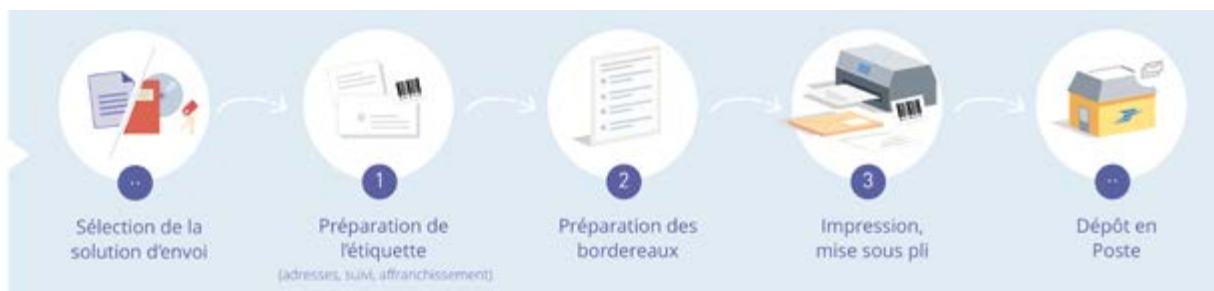 ··
1
2
3
··
Sélection de la
solution d'envoi
Préparation de
l'étiquette
(adresses, suivi, affranchissement)
Préparation des
bordereaux
Impression,
mise sous pli
Dépôt en
Poste